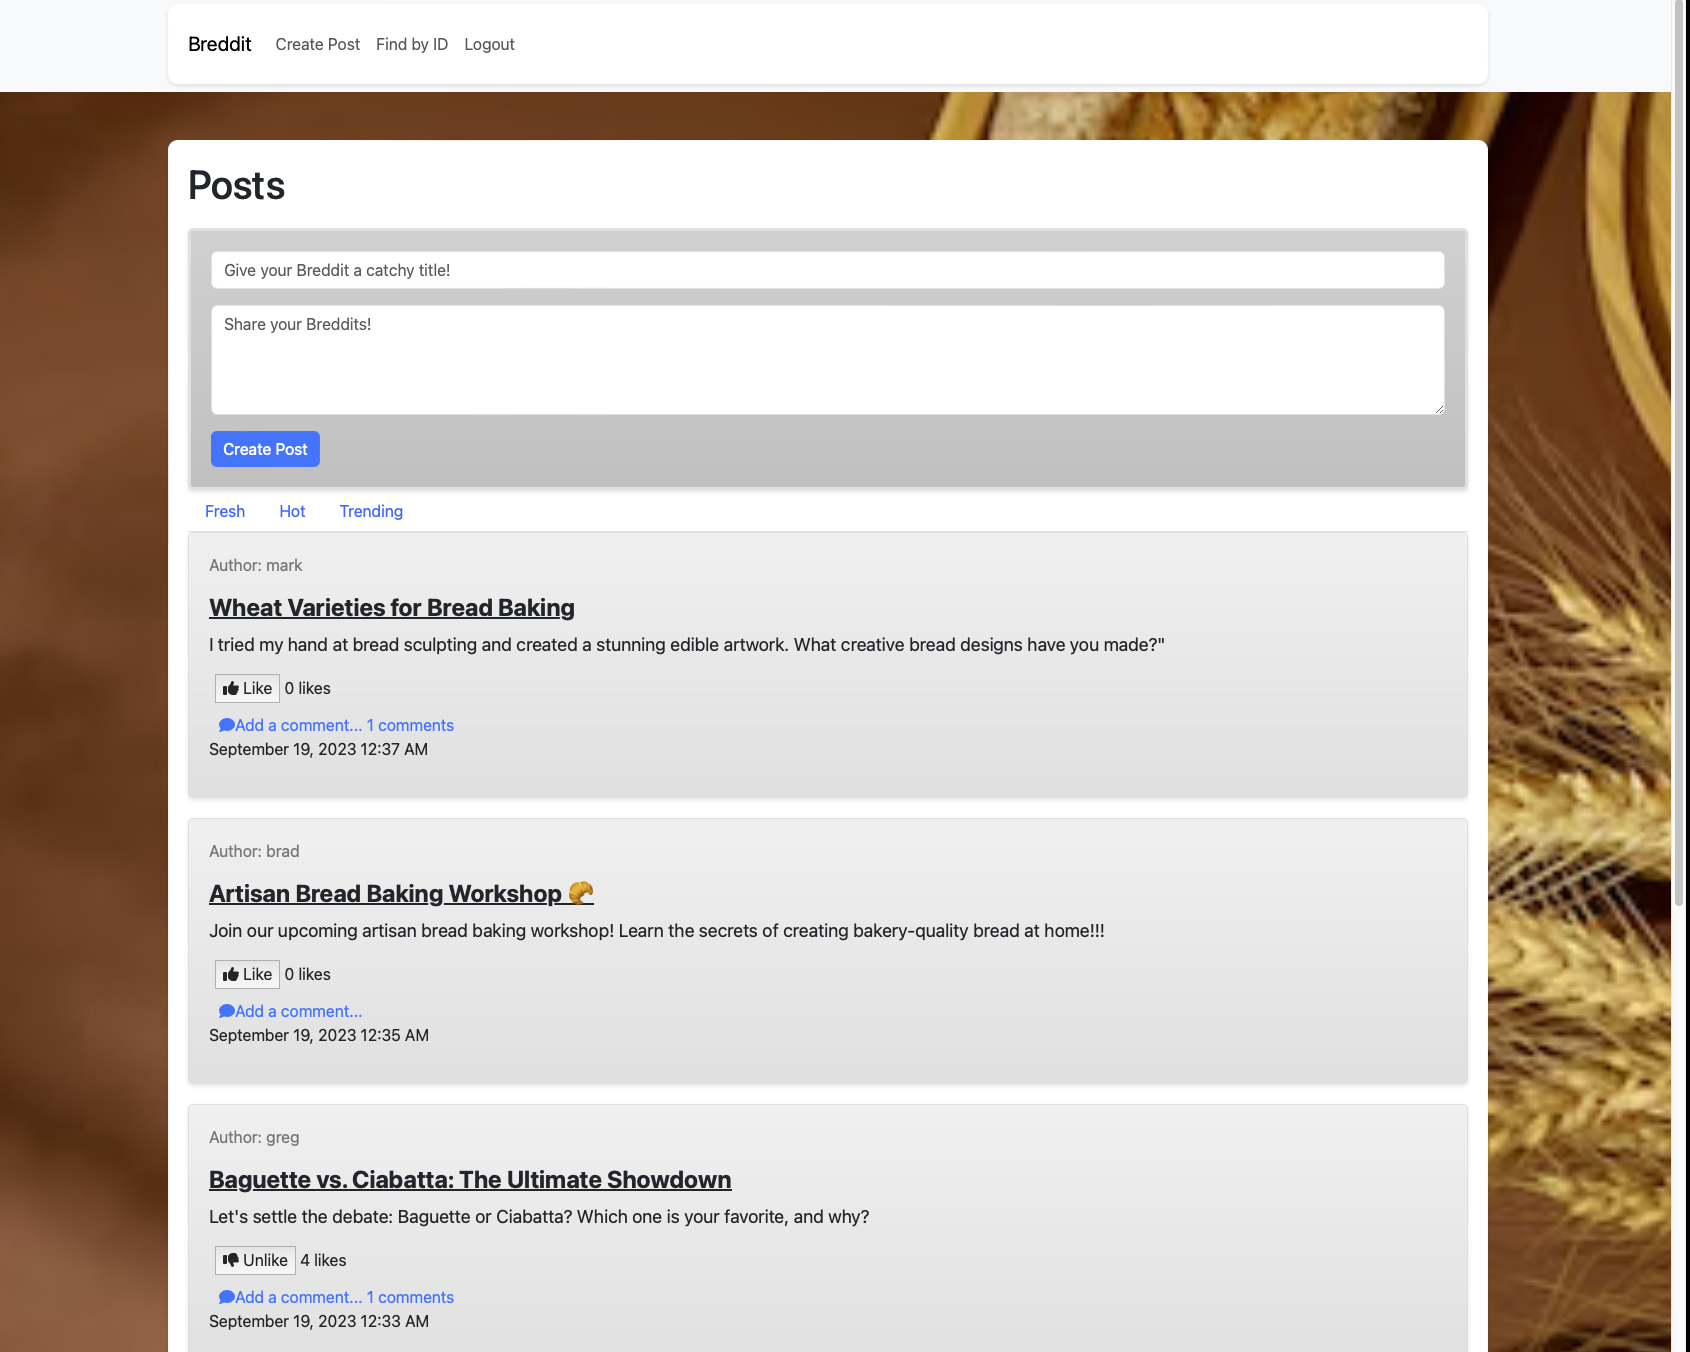 Breddit Create Post Find by ID Logout
Posts
Give your Breddit a catchy title!
Share your Breddits!
Create Post
Fresh Hot Trending
Author: mark
Wheat Varieties for Bread Baking
I tried my hand at bread sculpting and created a stunning edible artwork. What creative bread designs have you made?"
Like 0 likes
Add a comment... 1 comments
September 19, 2023 12:37 AM
Author: brad
Artisan Bread Baking Workshop 🥐
Join our upcoming artisan bread baking workshop! Learn the secrets of creating bakery-quality bread at home!!!
Like 0 likes
Add a comment...
September 19, 2023 12:35 AM
Author: greg
Baguette vs. Ciabatta: The Ultimate Showdown
Let's settle the debate: Baguette or Ciabatta? Which one is your favorite, and why?
Unlike 4 likes
Add a comment... 1 comments
September 19, 2023 12:33 AM